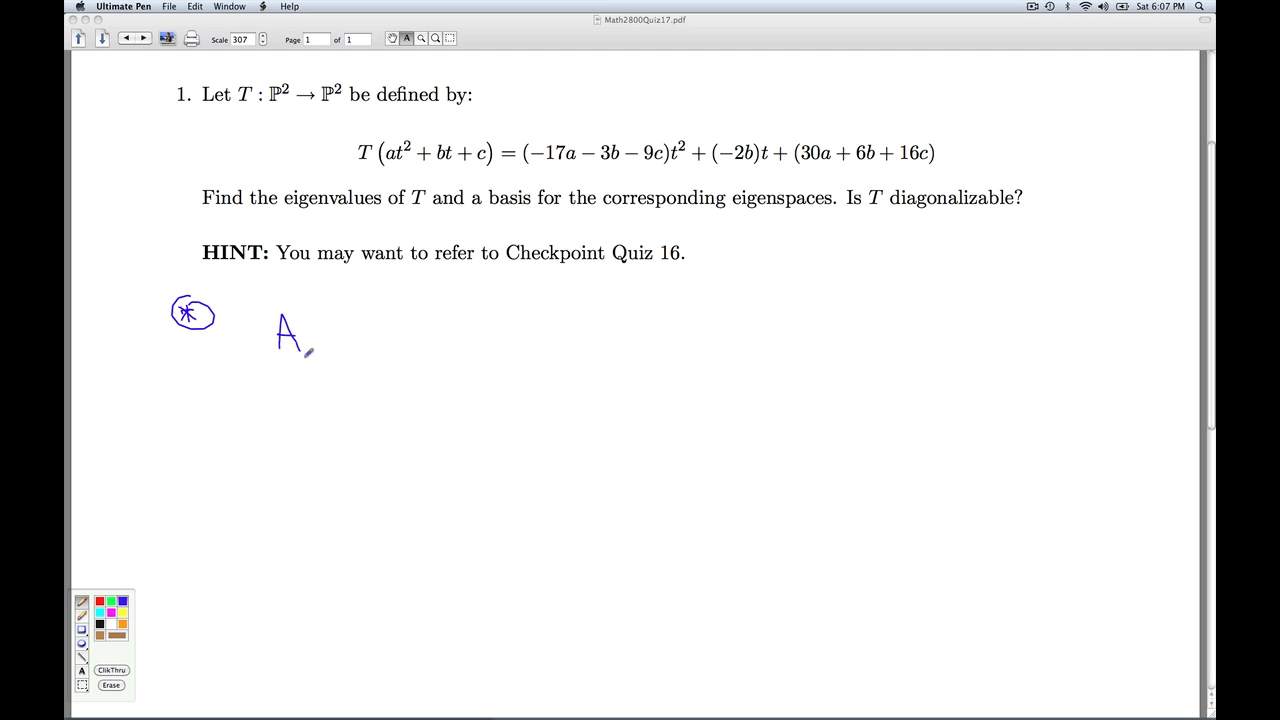 Ultimate Pen File Edit Window Help Sat 6:07 PM
Math2800Quiz17.pdf
Scale 307 Page 1 of 1 A
1. Let T : ℙ² → ℙ² be defined by:
T (at² + bt + c) = (−17a − 3b − 9c)t² + (−2b)t + (30a + 6b + 16c)
Find the eigenvalues of T and a basis for the corresponding eigenspaces. Is T diagonalizable?
HINT: You may want to refer to Checkpoint Quiz 16.
* A
A
ClikThru
Erase